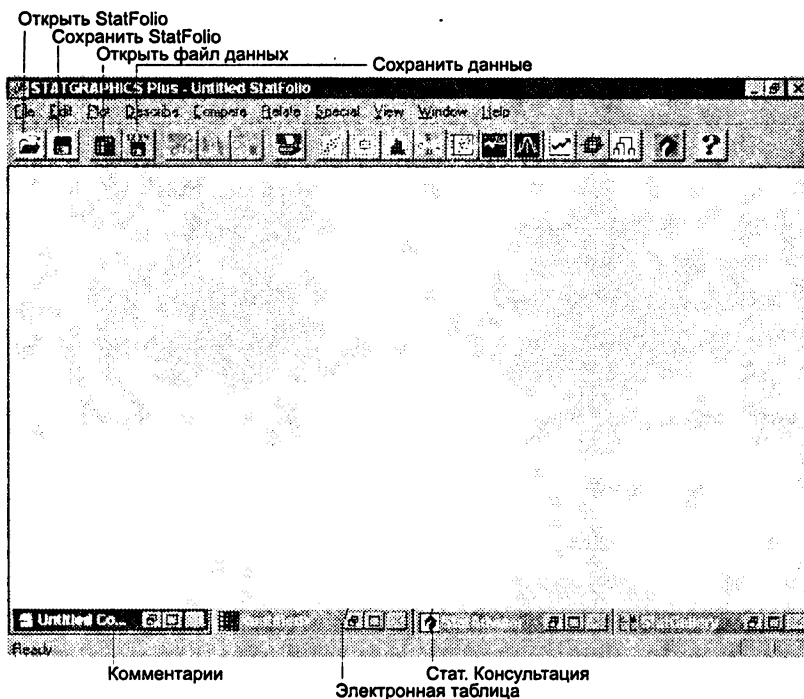 Открыть StatFolio
Сохранить StatFolio
Открыть файл данных
Сохранить данные
STATGRAPHICS Plus - Untitled StatFolio
File Edit Plot Describe Compare Relate Special View Window Help
Untitled Co...
Ready
Комментарии
Стат. Консультация
Электронная таблица